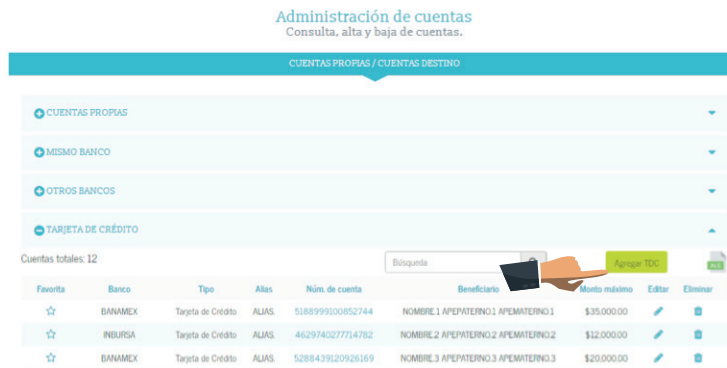 Administración de cuentas
Consulta, alta y baja de cuentas.
CUENTAS PROPIAS / CUENTAS DESTINO
CUENTAS PROPIAS
MISMO BANCO
OTROS BANCOS
TARJETA DE CRÉDITO
Cuentas totales: 12 Búsqueda Agregar TDC XLS
Favorita Banco Tipo Alias Núm. de cuenta Beneficiario Monto máximo Editar Eliminar
BANAMEX Tarjeta de Crédito ALIAS. 5188999100852744 NOMBRE.1 APEPATERNO.1 APEMATERNO.1 $35,000.00
INBURSA Tarjeta de Crédito ALIAS. 4629740277714782 NOMBRE.2 APEPATERNO.2 APEMATERNO.2 $12,000.00
BANAMEX Tarjeta de Crédito ALIAS. 5288439120926169 NOMBRE.3 APEPATERNO.3 APEMATERNO.3 $20,000.00